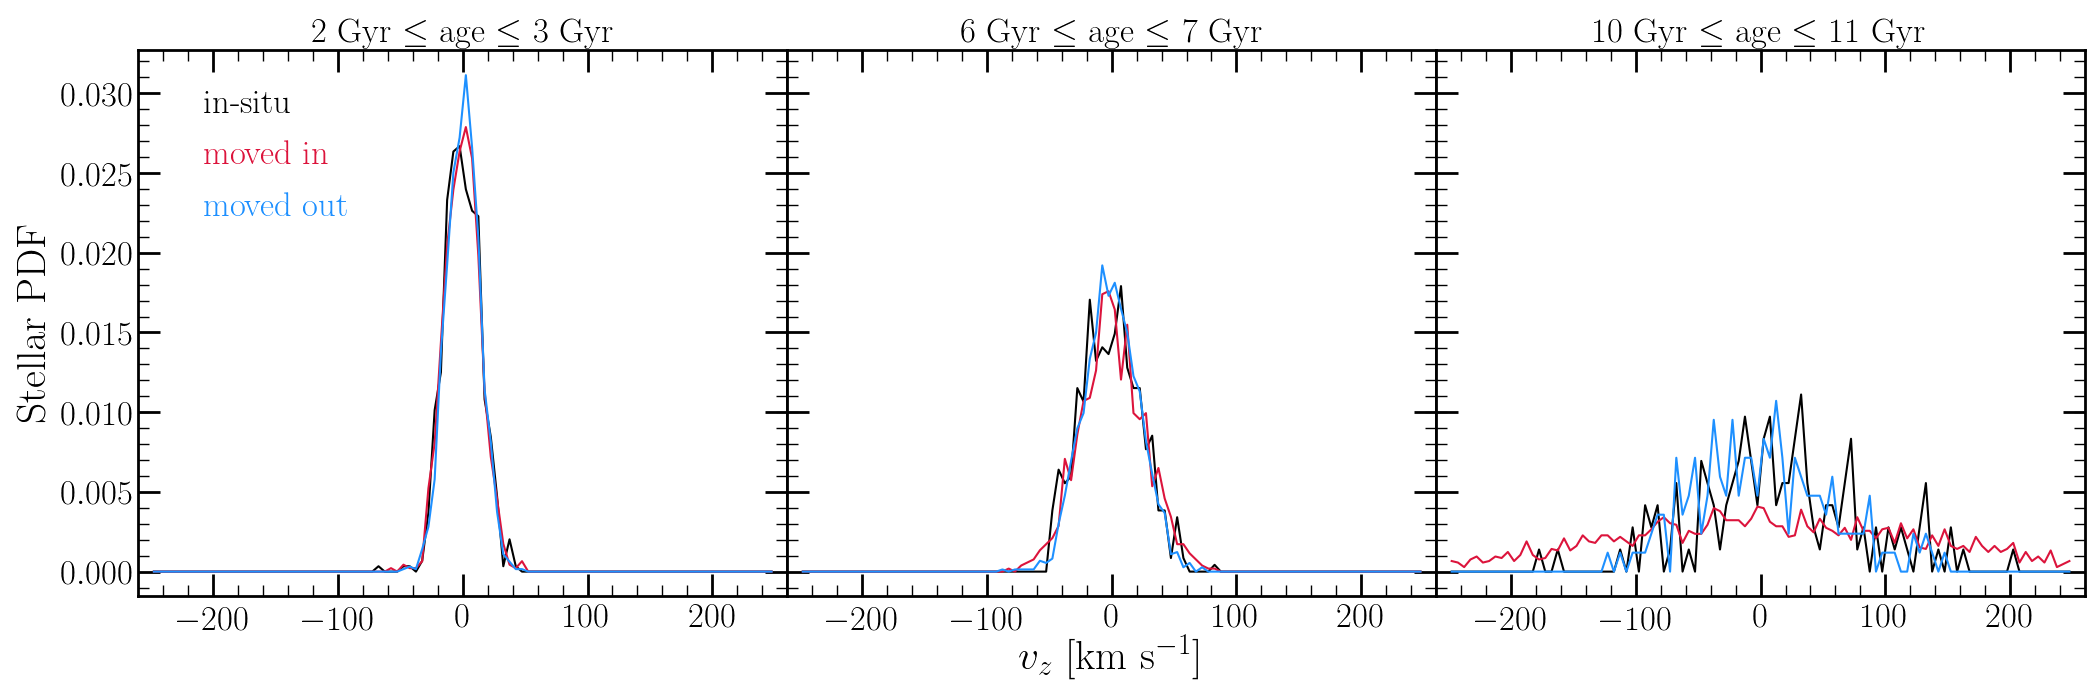 2 Gyr ≤ age ≤ 3 Gyr
6 Gyr ≤ age ≤ 7 Gyr
10 Gyr ≤ age ≤ 11 Gyr
in-situ
moved in
moved out
Stellar PDF
0.030
0.025
0.020
0.015
0.010
0.005
0.000
−200 −100 0 100 200
−200 −100 0 100 200
−200 −100 0 100 200
v_z [km s⁻¹]